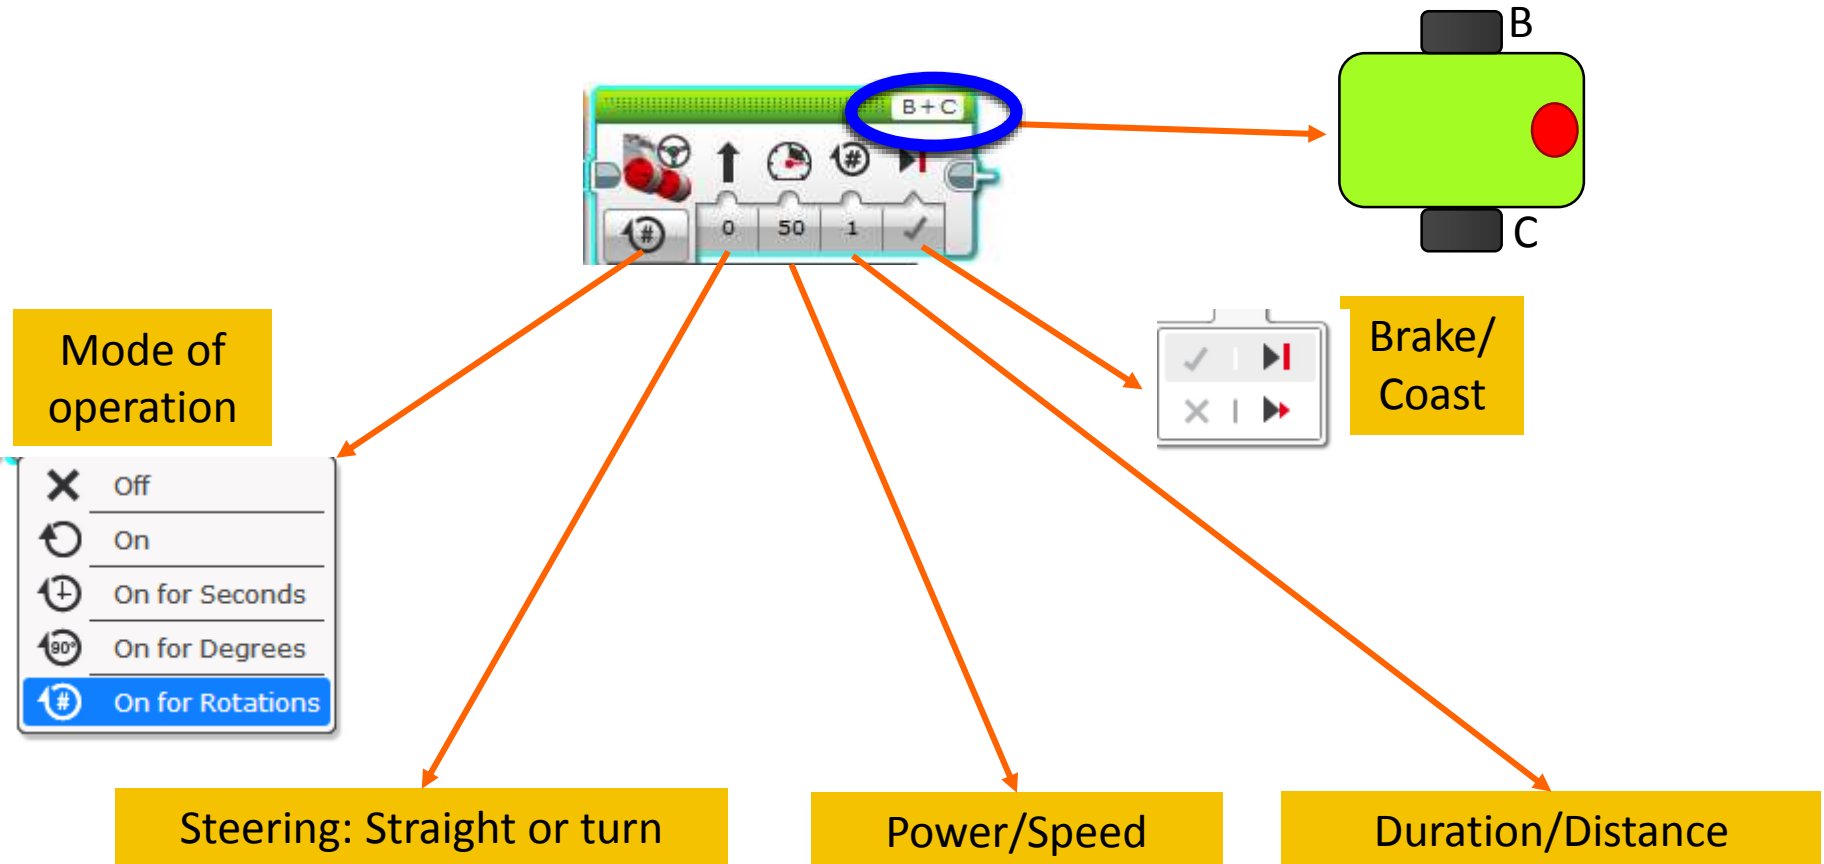 B
B+C
#
#
0
50
1
C
Mode of
operation
Brake/
Coast
Off
On
On for Seconds
90°
On for Degrees
#
On for Rotations
Steering: Straight or turn
Power/Speed
Duration/Distance